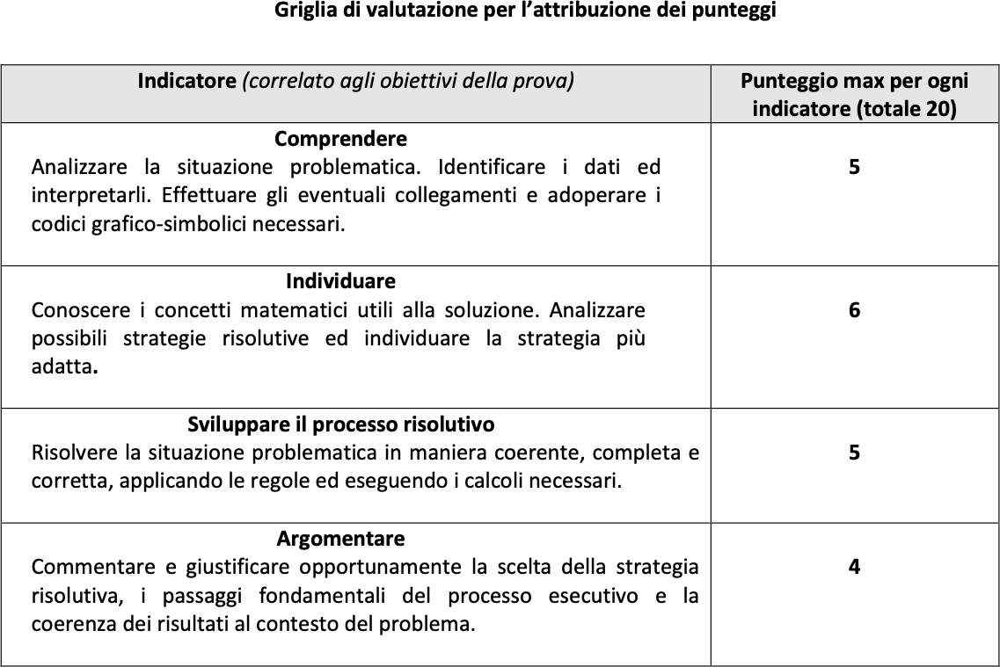 Griglia di valutazione per l’attribuzione dei punteggi
Indicatore (correlato agli obiettivi della prova)
Punteggio max per ogni
indicatore (totale 20)
Comprendere
Analizzare la situazione problematica. Identificare i dati ed
interpretarli. Effettuare gli eventuali collegamenti e adoperare i
codici grafico-simbolici necessari.
5
Individuare
Conoscere i concetti matematici utili alla soluzione. Analizzare
possibili strategie risolutive ed individuare la strategia più
adatta.
6
Sviluppare il processo risolutivo
Risolvere la situazione problematica in maniera coerente, completa e
corretta, applicando le regole ed eseguendo i calcoli necessari.
5
Argomentare
Commentare e giustificare opportunamente la scelta della strategia
risolutiva, i passaggi fondamentali del processo esecutivo e la
coerenza dei risultati al contesto del problema.
4